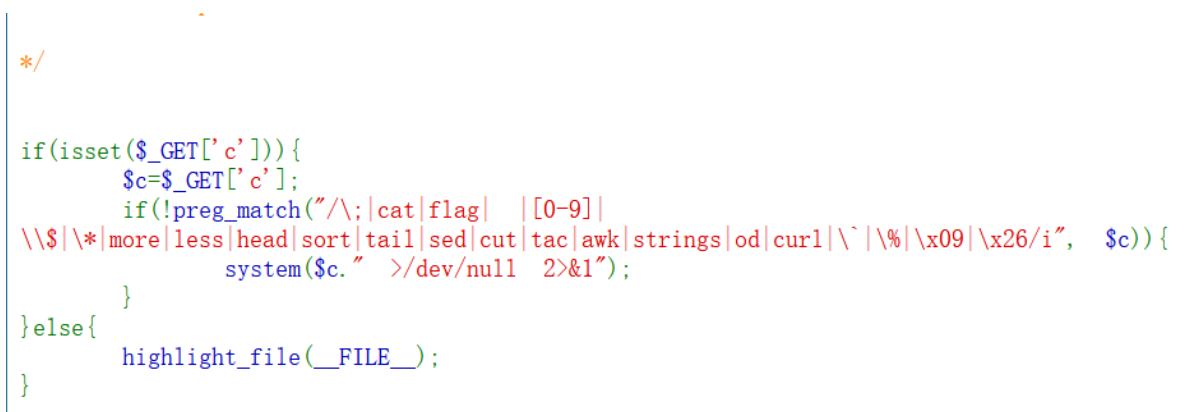 */
if(isset($_GET['c'])){
$c=$_GET['c'];
if(!preg_match("/\;|cat|flag| |[0-9]|
\\$|\*|more|less|head|sort|tail|sed|cut|tac|awk|strings|od|curl|\`|\%|\x09|\x26/i", $c)){
system($c." >/dev/null 2>&1");
}
}else{
highlight_file(__FILE__);
}